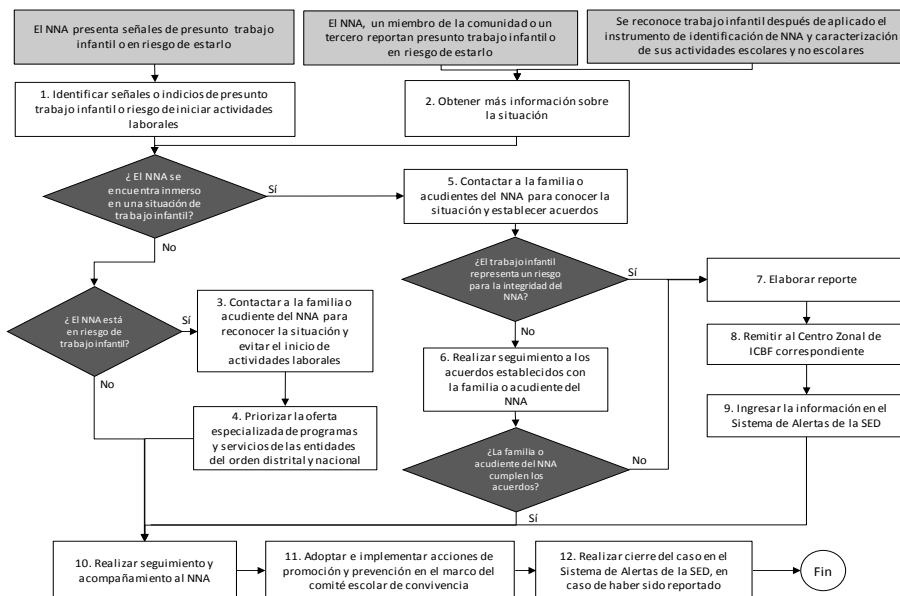 El NNA presenta señales de presunto trabajo
infantil o en riesgo de estarlo
El NNA, un miembro de la comunidad o un
tercero reportan presunto trabajo infantil o
en riesgo de estarlo
Se reconoce trabajo infantil después de aplicado el
instrumento de identificación de NNA y caracterización
de sus actividades escolares y no escolares
1. Identificar señales o indicios de presunto
trabajo infantil o riesgo de iniciar actividades
laborales
2. Obtener más información sobre
la situación
¿ El NNA se
encuentra inmerso
en una situación de
trabajo infantil?
Sí
No
5. Contactar a la familia o
acudientes del NNA para conocer
la situación y establecer acuerdos
¿El trabajo infantil
representa un riesgo
para la integridad del
NNA?
Sí
No
7. Elaborar reporte
¿ El NNA está
en riesgo de
trabajo infantil?
Sí
No
3. Contactar a la familia o
acudiente del NNA para
reconocer la situación y
evitar el inicio de
actividades laborales
6. Realizar seguimiento a los
acuerdos establecidos con
la familia o acudiente del
NNA
8. Remitir al Centro Zonal de
ICBF correspondiente
4. Priorizar la oferta
especializada de programas
y servicios de las entidades
del orden distrital y nacional
9. Ingresar la información en el
Sistema de Alertas de la SED
¿La familia o
acudiente del NNA
cumplen los
acuerdos?
No
Sí
10. Realizar seguimiento y
acompañamiento al NNA
11. Adoptar e implementar acciones de
promoción y prevención en el marco del
comité escolar de convivencia
12. Realizar cierre del caso en el
Sistema de Alertas de la SED, en
caso de haber sido reportado
Fin